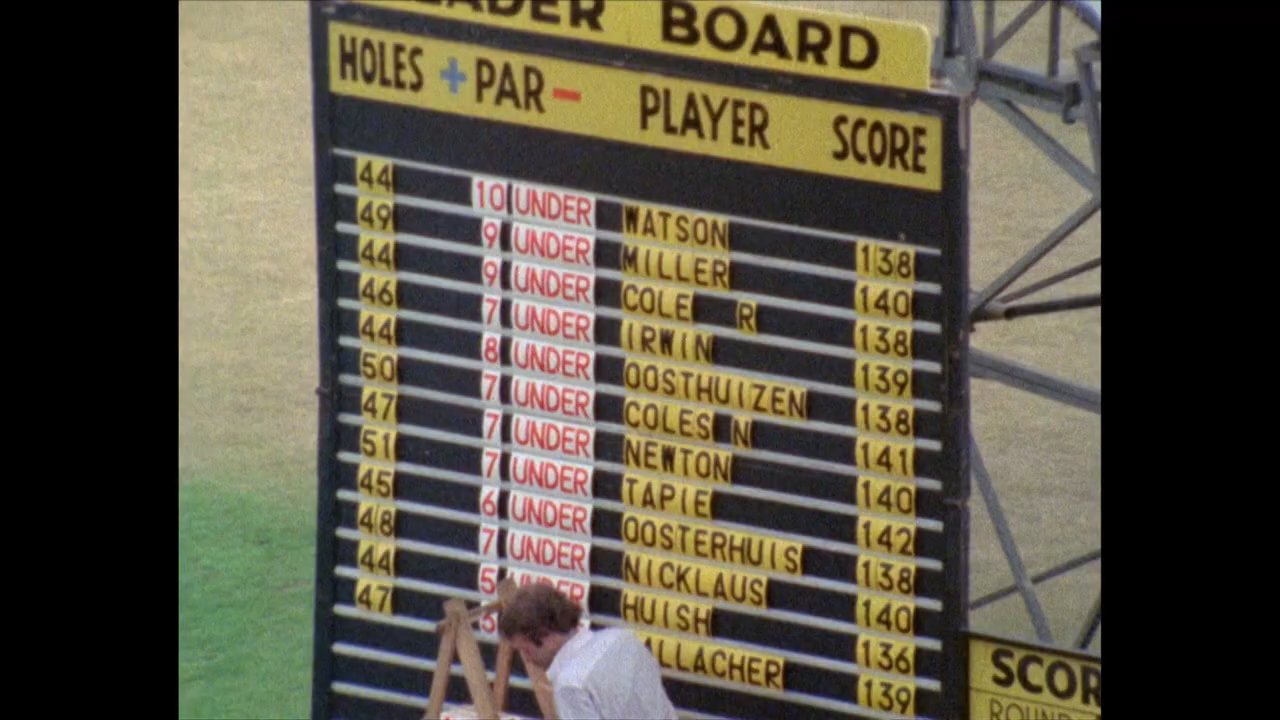 EADER BOARD
HOLES + PAR - PLAYER SCORE
44 10 UNDER WATSON 138
49 9 UNDER MILLER 140
44 9 UNDER COLE R 138
46 7 UNDER IRWIN 139
44 8 UNDER OOSTHUIZEN 138
50 7 UNDER COLES N 141
47 7 UNDER NEWTON 140
51 7 UNDER TAPIE 142
45 6 UNDER OOSTERHUIS 138
48 7 UNDER NICKLAUS 140
44 5 UNDER HUISH 136
47 ALLACHER 139
SCOR
ROUND